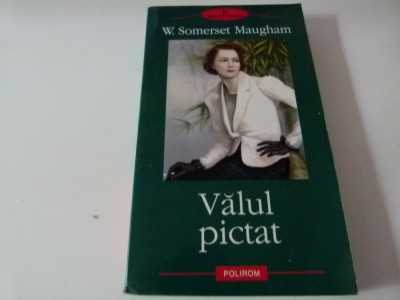 W. Somerset Maugham
Vălul
pictat
POLIROM